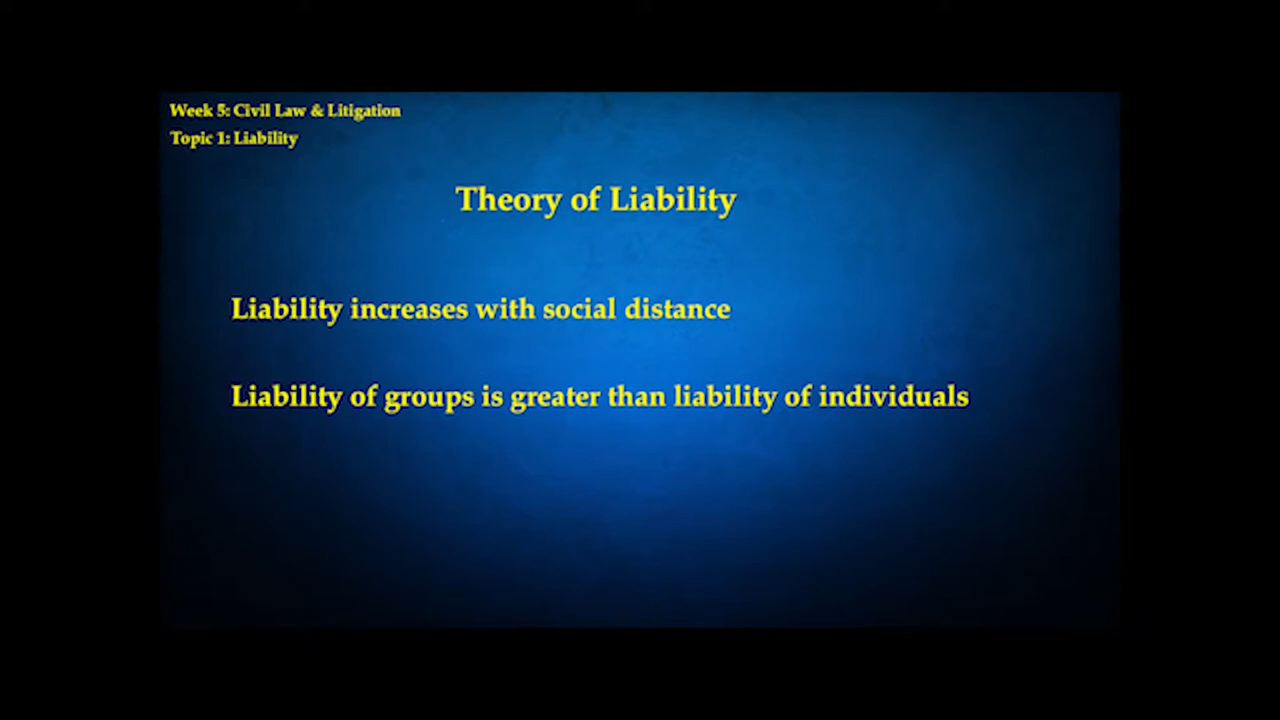 Week 5: Civil Law & Litigation
Topic 1: Liability
Theory of Liability
Liability increases with social distance
Liability of groups is greater than liability of individuals